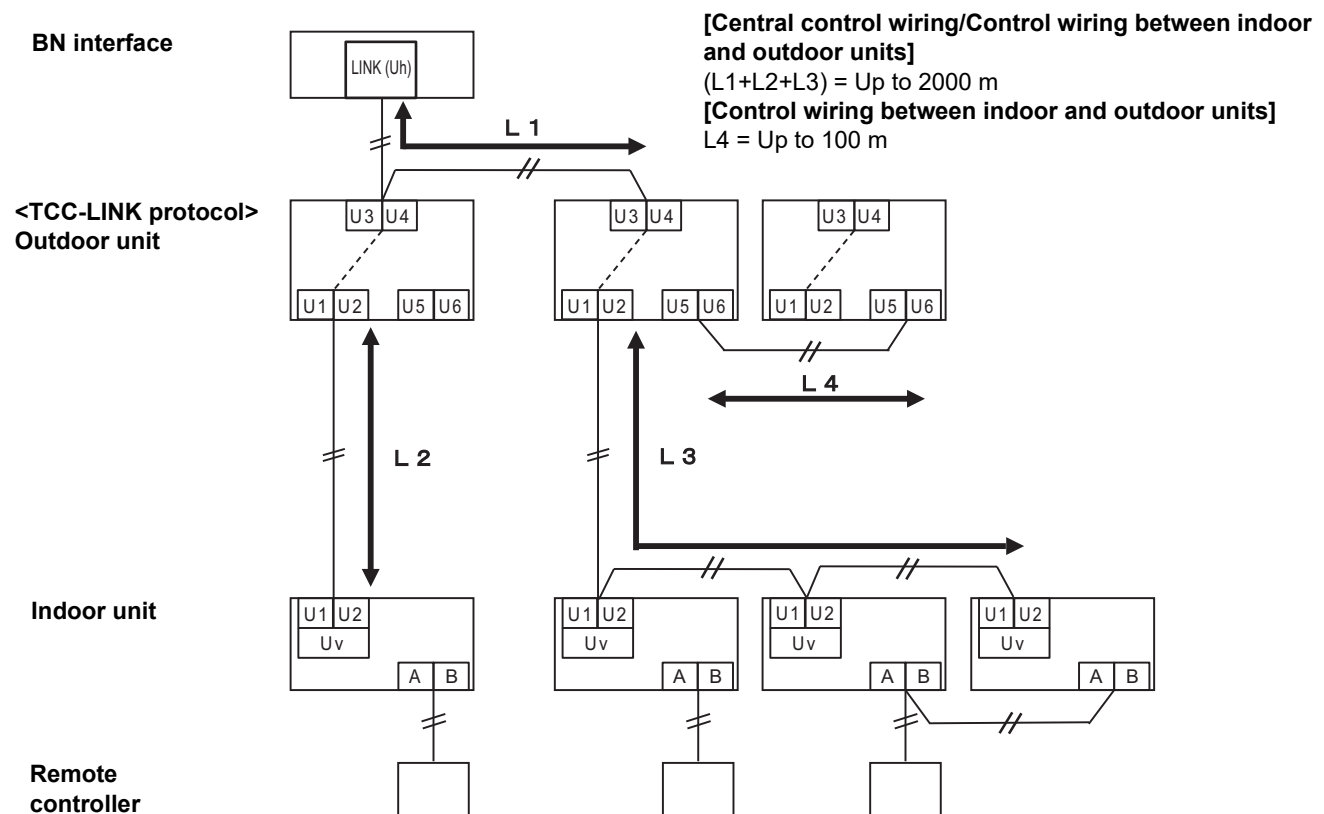 BN interface
LINK (Uh)
[Central control wiring/Control wiring between indoor
and outdoor units]
(L1+L2+L3) = Up to 2000 m
[Control wiring between indoor and outdoor units]
L4 = Up to 100 m
L 1
<TCC-LINK protocol>
Outdoor unit
U3 U4
U3 U4
U3 U4
U1 U2
U5 U6
U1 U2
U5 U6
U1 U2
U5 U6
L 4
L 2
L 3
Indoor unit
U1 U2
U1 U2
U1 U2
U1 U2
Uv
Uv
Uv
Uv
A B
A B
A B
A B
Remote
controller